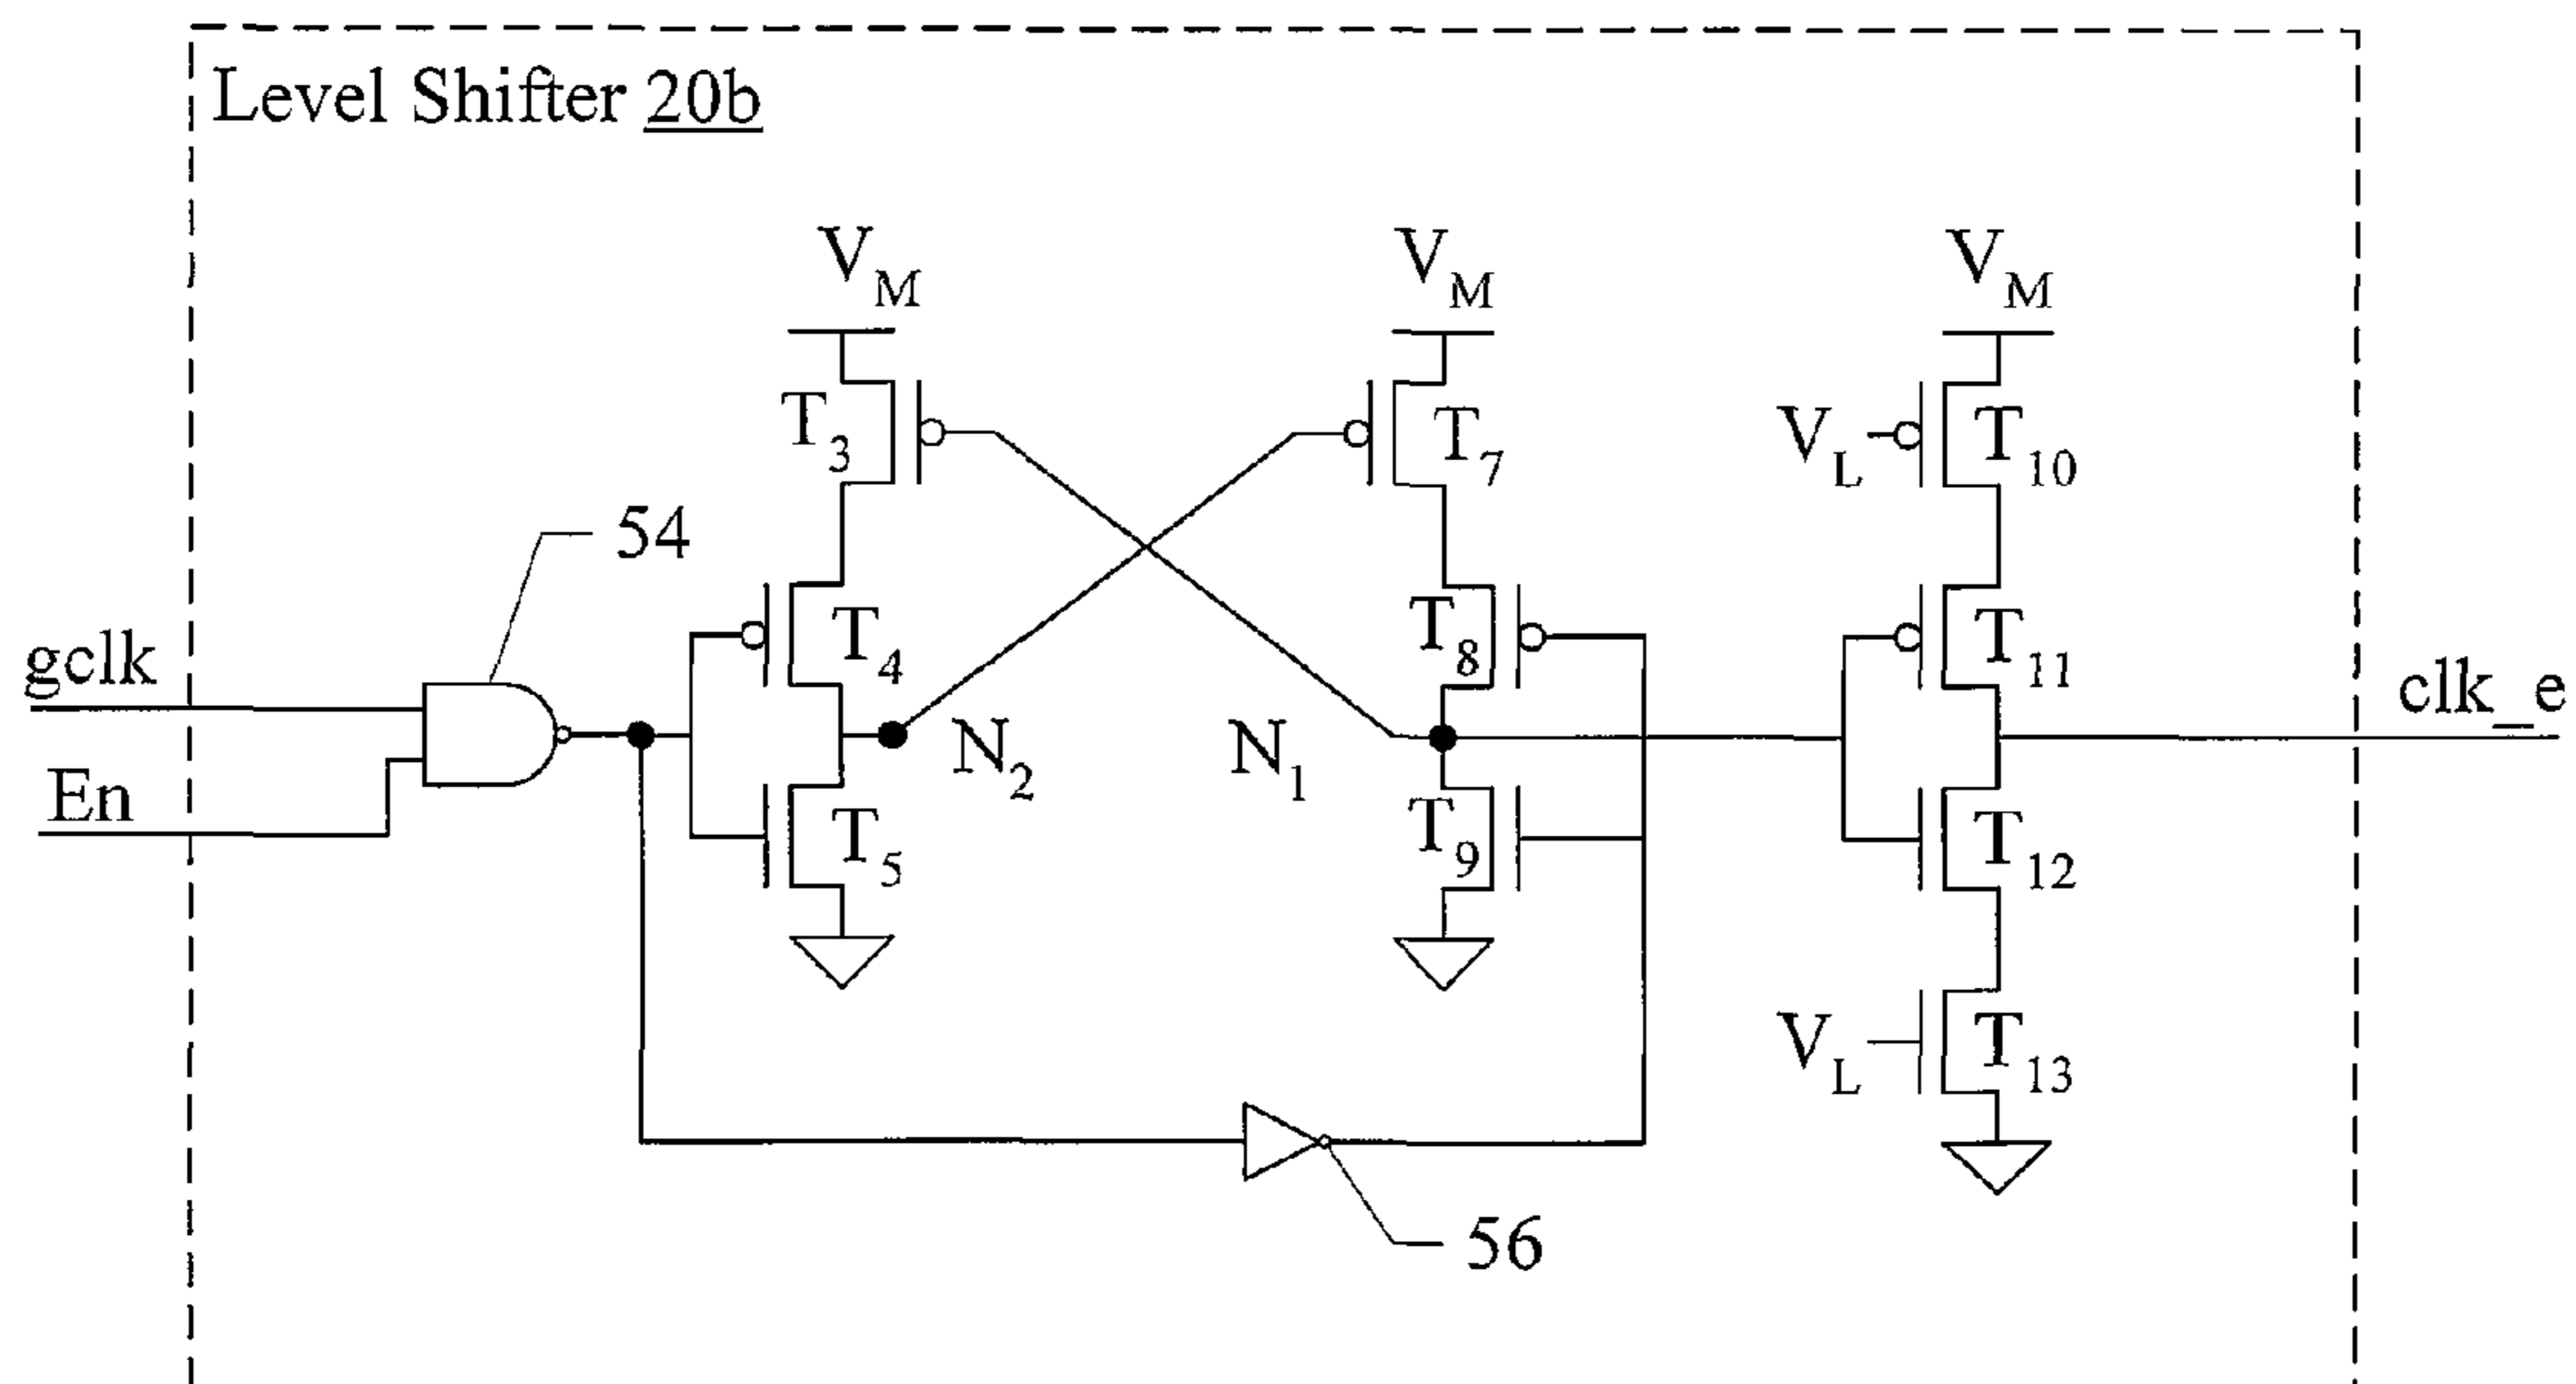 Level Shifter 20b
V_M
V_M
V_M
T_3
T_7
V_L
T_10
54
T_4
T_8
T_11
gclk
clk_e
N_2
N_1
En
T_5
T_9
T_12
V_L
T_13
56